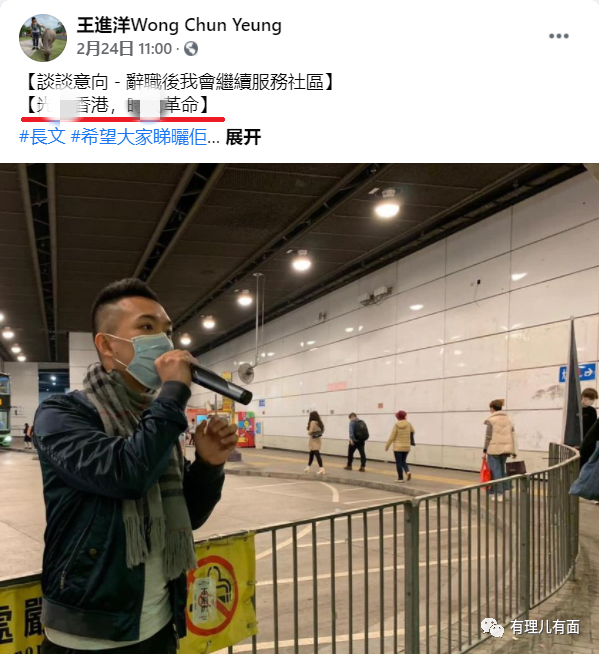 王進洋Wong Chun Yeung
2月24日 11:00
【談談意向 - 辭職後我會繼續服務社區】
香港， 革命】
#長文 #希望大家睇曬佢... 展开
處 嚴
有理儿有面